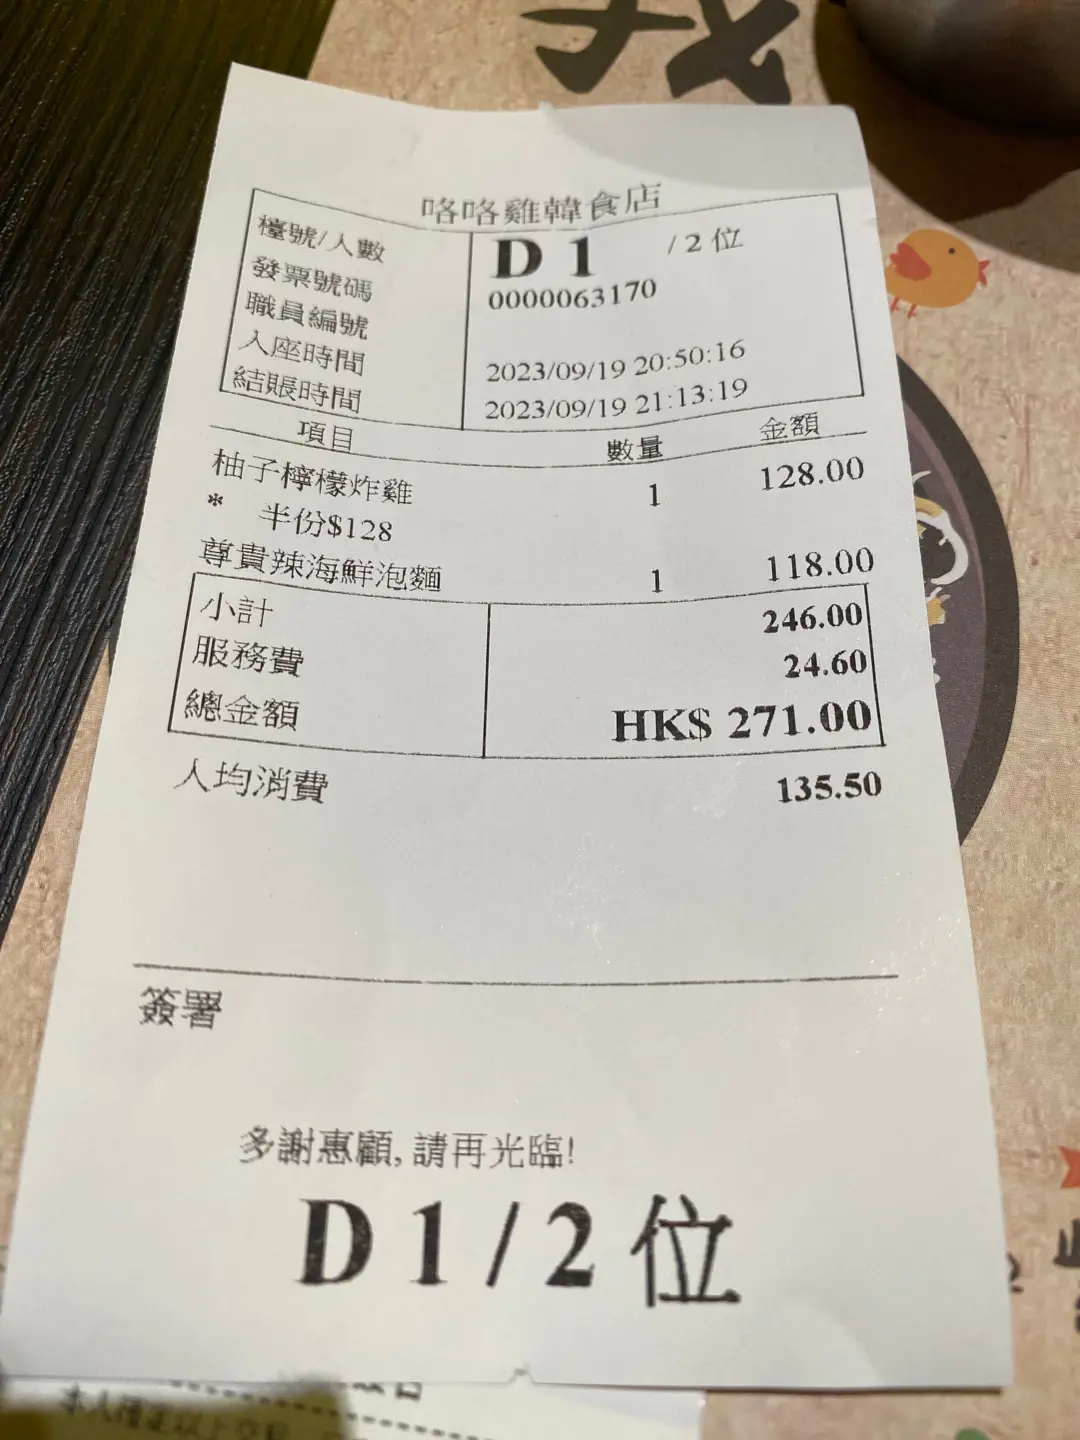 咯咯雞韓食店
檯號/人數 D 1 / 2 位
發票號碼 0000063170
職員編號
入座時間 2023/09/19 20:50:16
結賬時間 2023/09/19 21:13:19
項目 數量 金額
柚子檸檬炸雞 1 128.00
* 半份$128
尊貴辣海鮮泡麵 1 118.00
小計 246.00
服務費 24.60
總金額 HK$ 271.00
人均消費 135.50
簽署
多謝惠顧, 請再光臨!
D 1 / 2 位